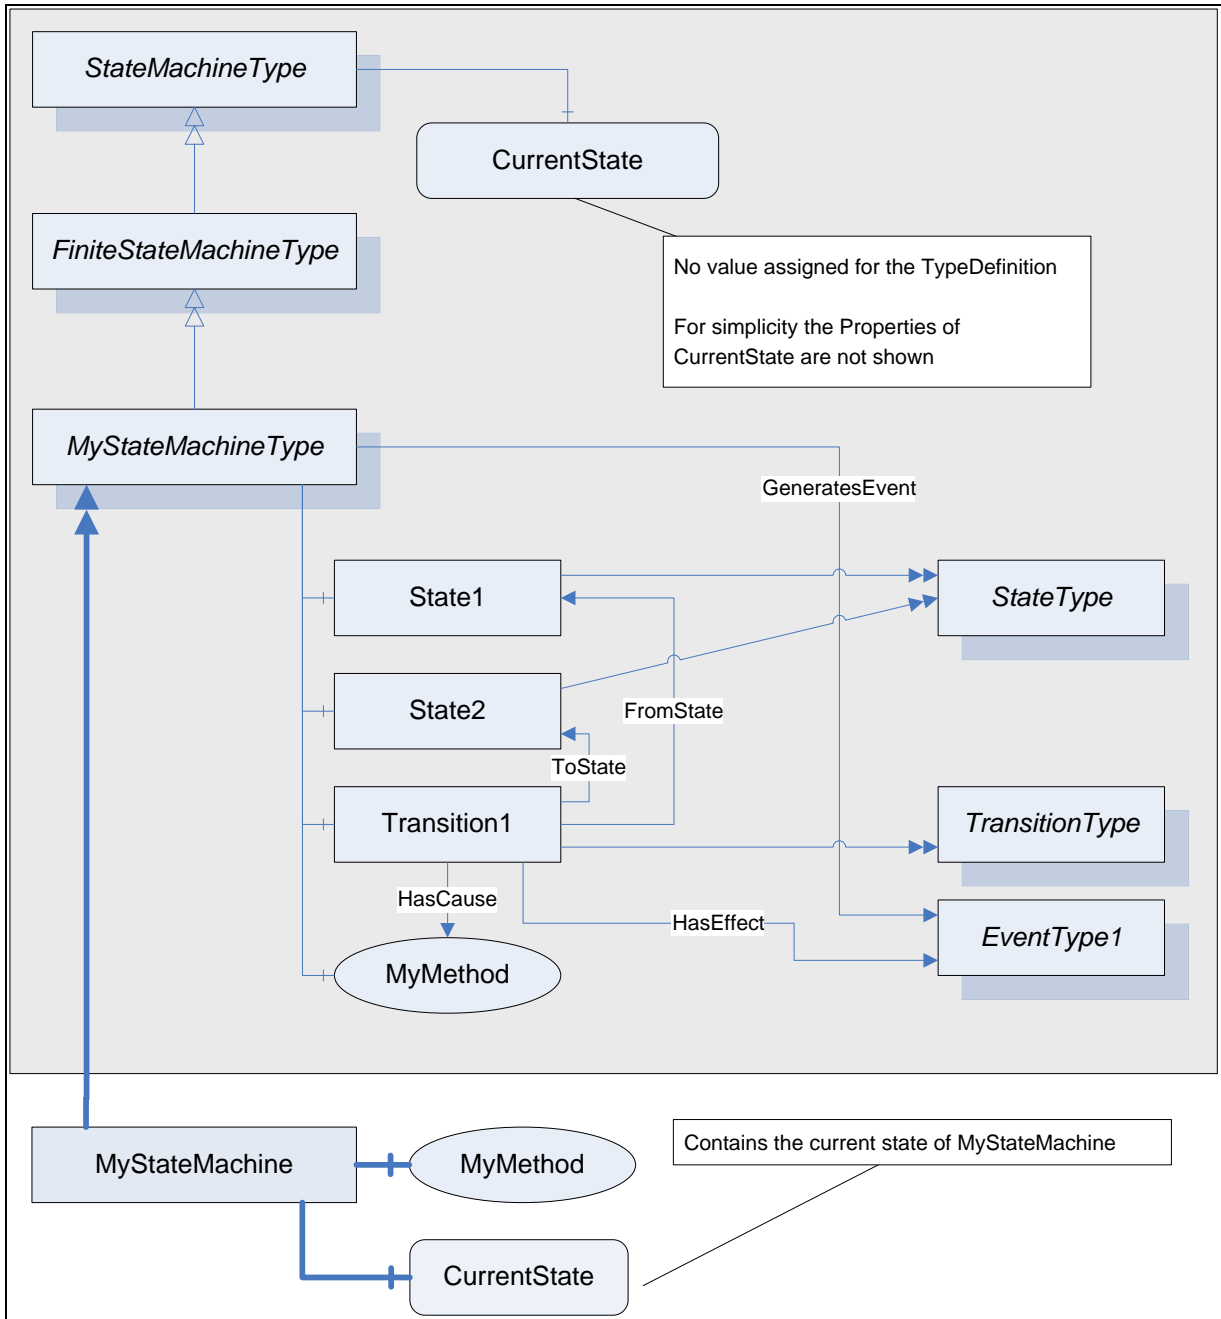 StateMachineType
CurrentState
FiniteStateMachineType
No value assigned for the TypeDefinition
For simplicity the Properties of
CurrentState are not shown
MyStateMachineType
GeneratesEvent
State1
StateType
State2
FromState
ToState
Transition1
TransitionType
HasCause
HasEffect
EventType1
MyMethod
Contains the current state of MyStateMachine
MyStateMachine
MyMethod
CurrentState